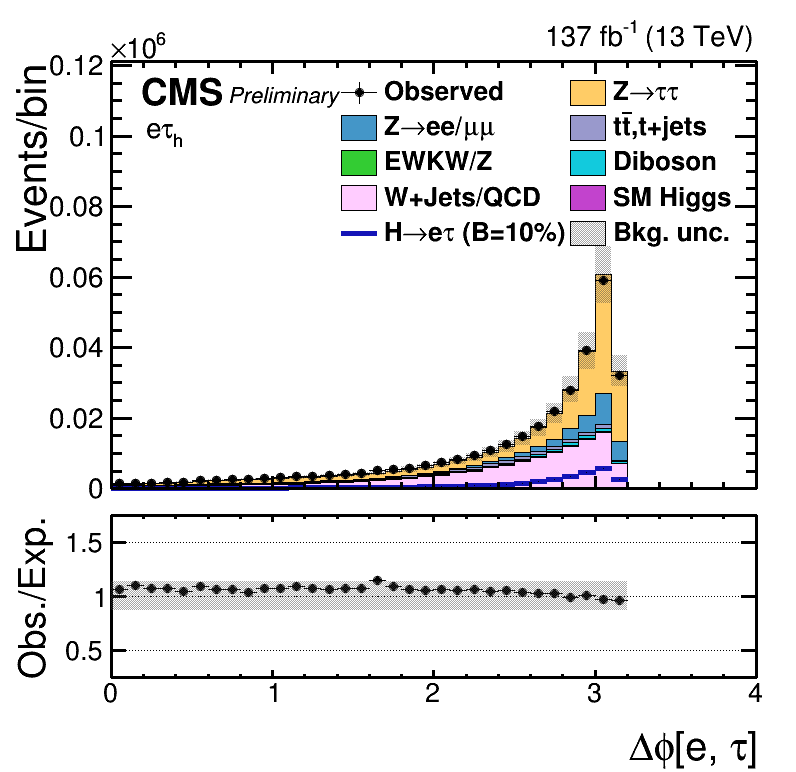 137 fb⁻¹ (13 TeV)
×10⁶
CMS Preliminary
eτₕ
Observed
Z→ττ
Z→ee/μμ
tt̄,t+jets
EWKW/Z
Diboson
W+Jets/QCD
SM Higgs
H→eτ (B=10%)
Bkg. unc.
Events/bin
0.12
0.1
0.08
0.06
0.04
0.02
0
Obs./Exp.
1.5
1
0.5
0 1 2 3 4
Δϕ[e, τ]